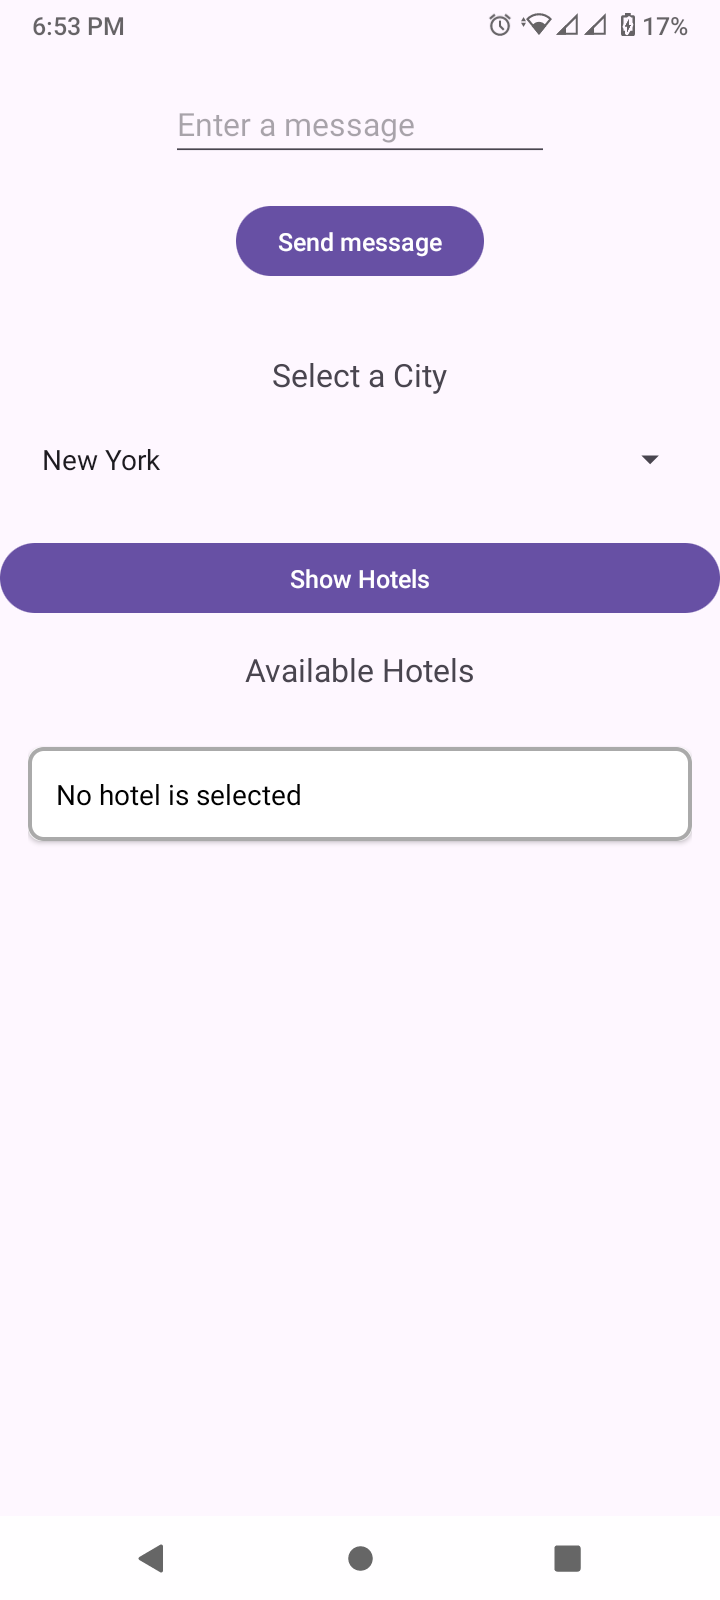 6:53 PM 17%
Enter a message
Send message
Select a City
New York
Show Hotels
Available Hotels
No hotel is selected